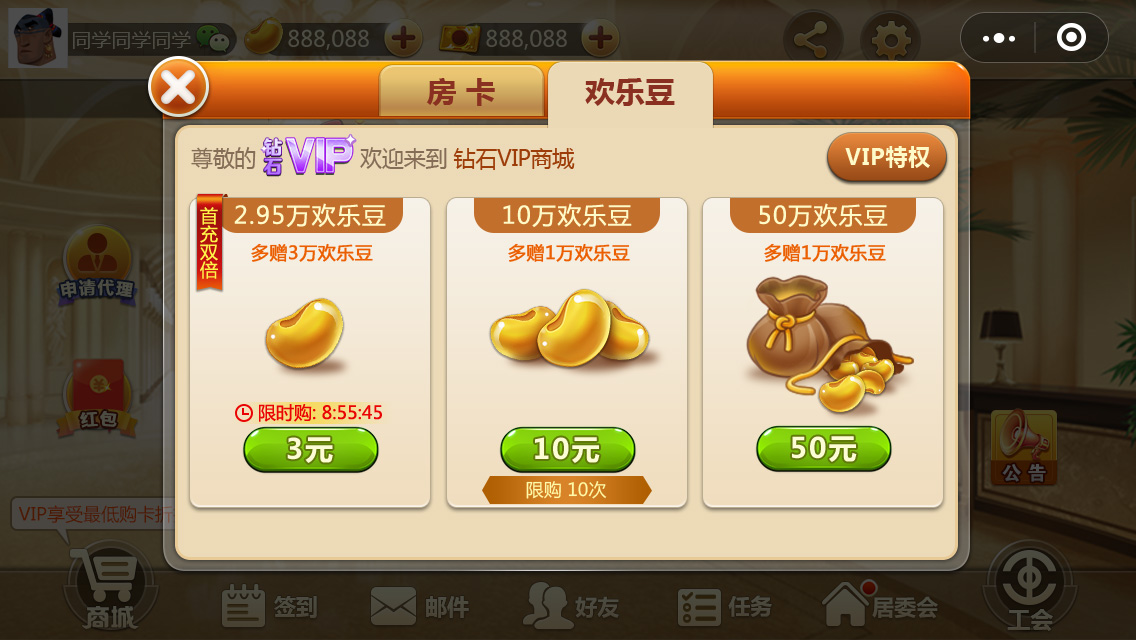 同学同学同学
888,088
888,088
房卡
欢乐豆
尊敬的 钻石VIP 欢迎来到 钻石VIP商城
VIP特权
首充双倍
2.95万欢乐豆
多赠3万欢乐豆
限时购: 8:55:45
3元
10万欢乐豆
多赠1万欢乐豆
10元
限购 10次
50万欢乐豆
多赠1万欢乐豆
50元
申请代理
红包
公告
VIP享受最低购卡折
商城
签到
邮件
好友
任务
居委会
工会